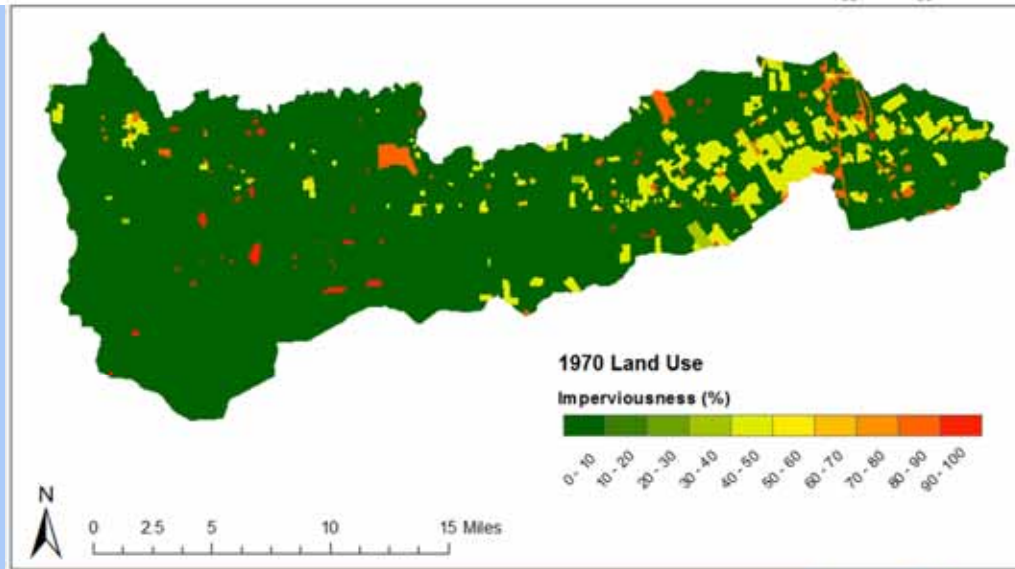 1970 Land Use
Imperviousness (%)
0 - 10
10 - 20
20 - 30
30 - 40
40 - 50
50 - 60
60 - 70
70 - 80
80 - 90
90 - 100
N
0 2.5 5 10 15 Miles